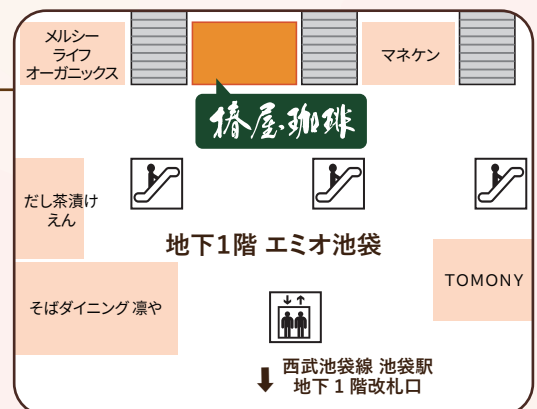 メルシー
ライフ
オーガニックス
マネケン
椿屋珈琲
だし茶漬け
えん
地下1階 エミオ池袋
TOMONY
そばダイニング 凛や
西武池袋線 池袋駅
地下1階改札口